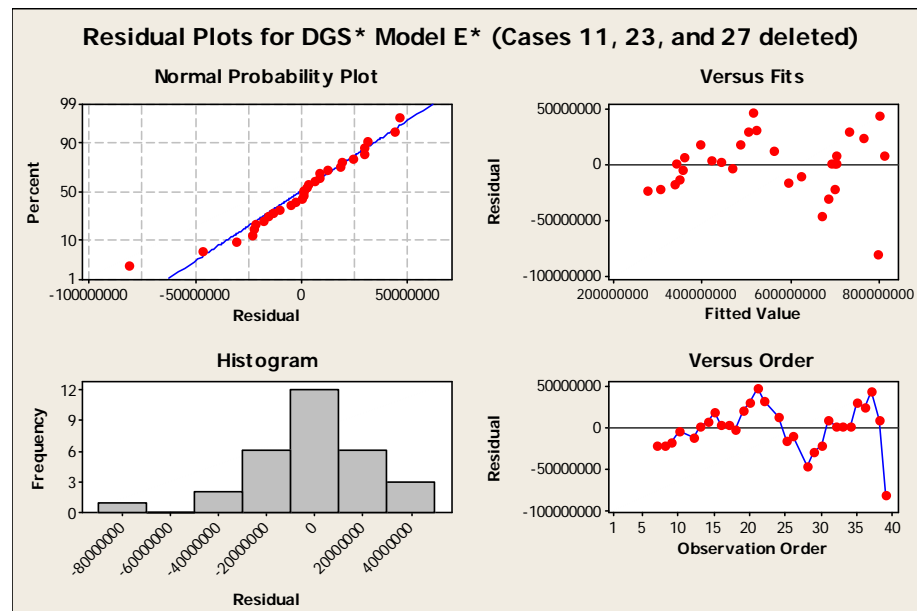 Residual Plots for DGS* Model E* (Cases 11, 23, and 27 deleted)
Normal Probability Plot
99
90
50
10
1
Percent
-100000000 -50000000 0 50000000
Residual
Versus Fits
50000000
0
-50000000
-100000000
Residual
200000000 400000000 600000000 800000000
Fitted Value
Histogram
12
9
6
3
0
Frequency
-80000000 -60000000 -40000000 -20000000 0 20000000 40000000
Residual
Versus Order
50000000
0
-50000000
-100000000
Residual
1 5 10 15 20 25 30 35 40
Observation Order